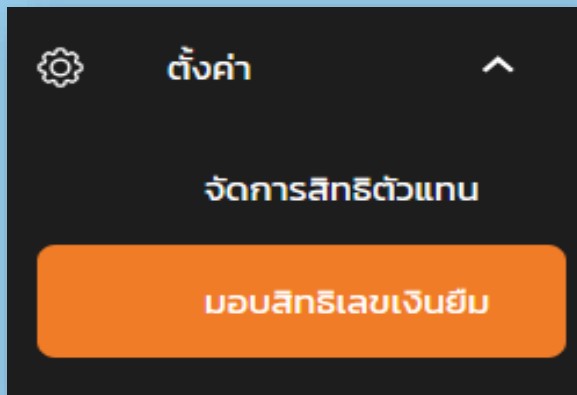 ตั้งค่า
จัดการสิทธิตัวแทน
มอบสิทธิเลขเงินยืม